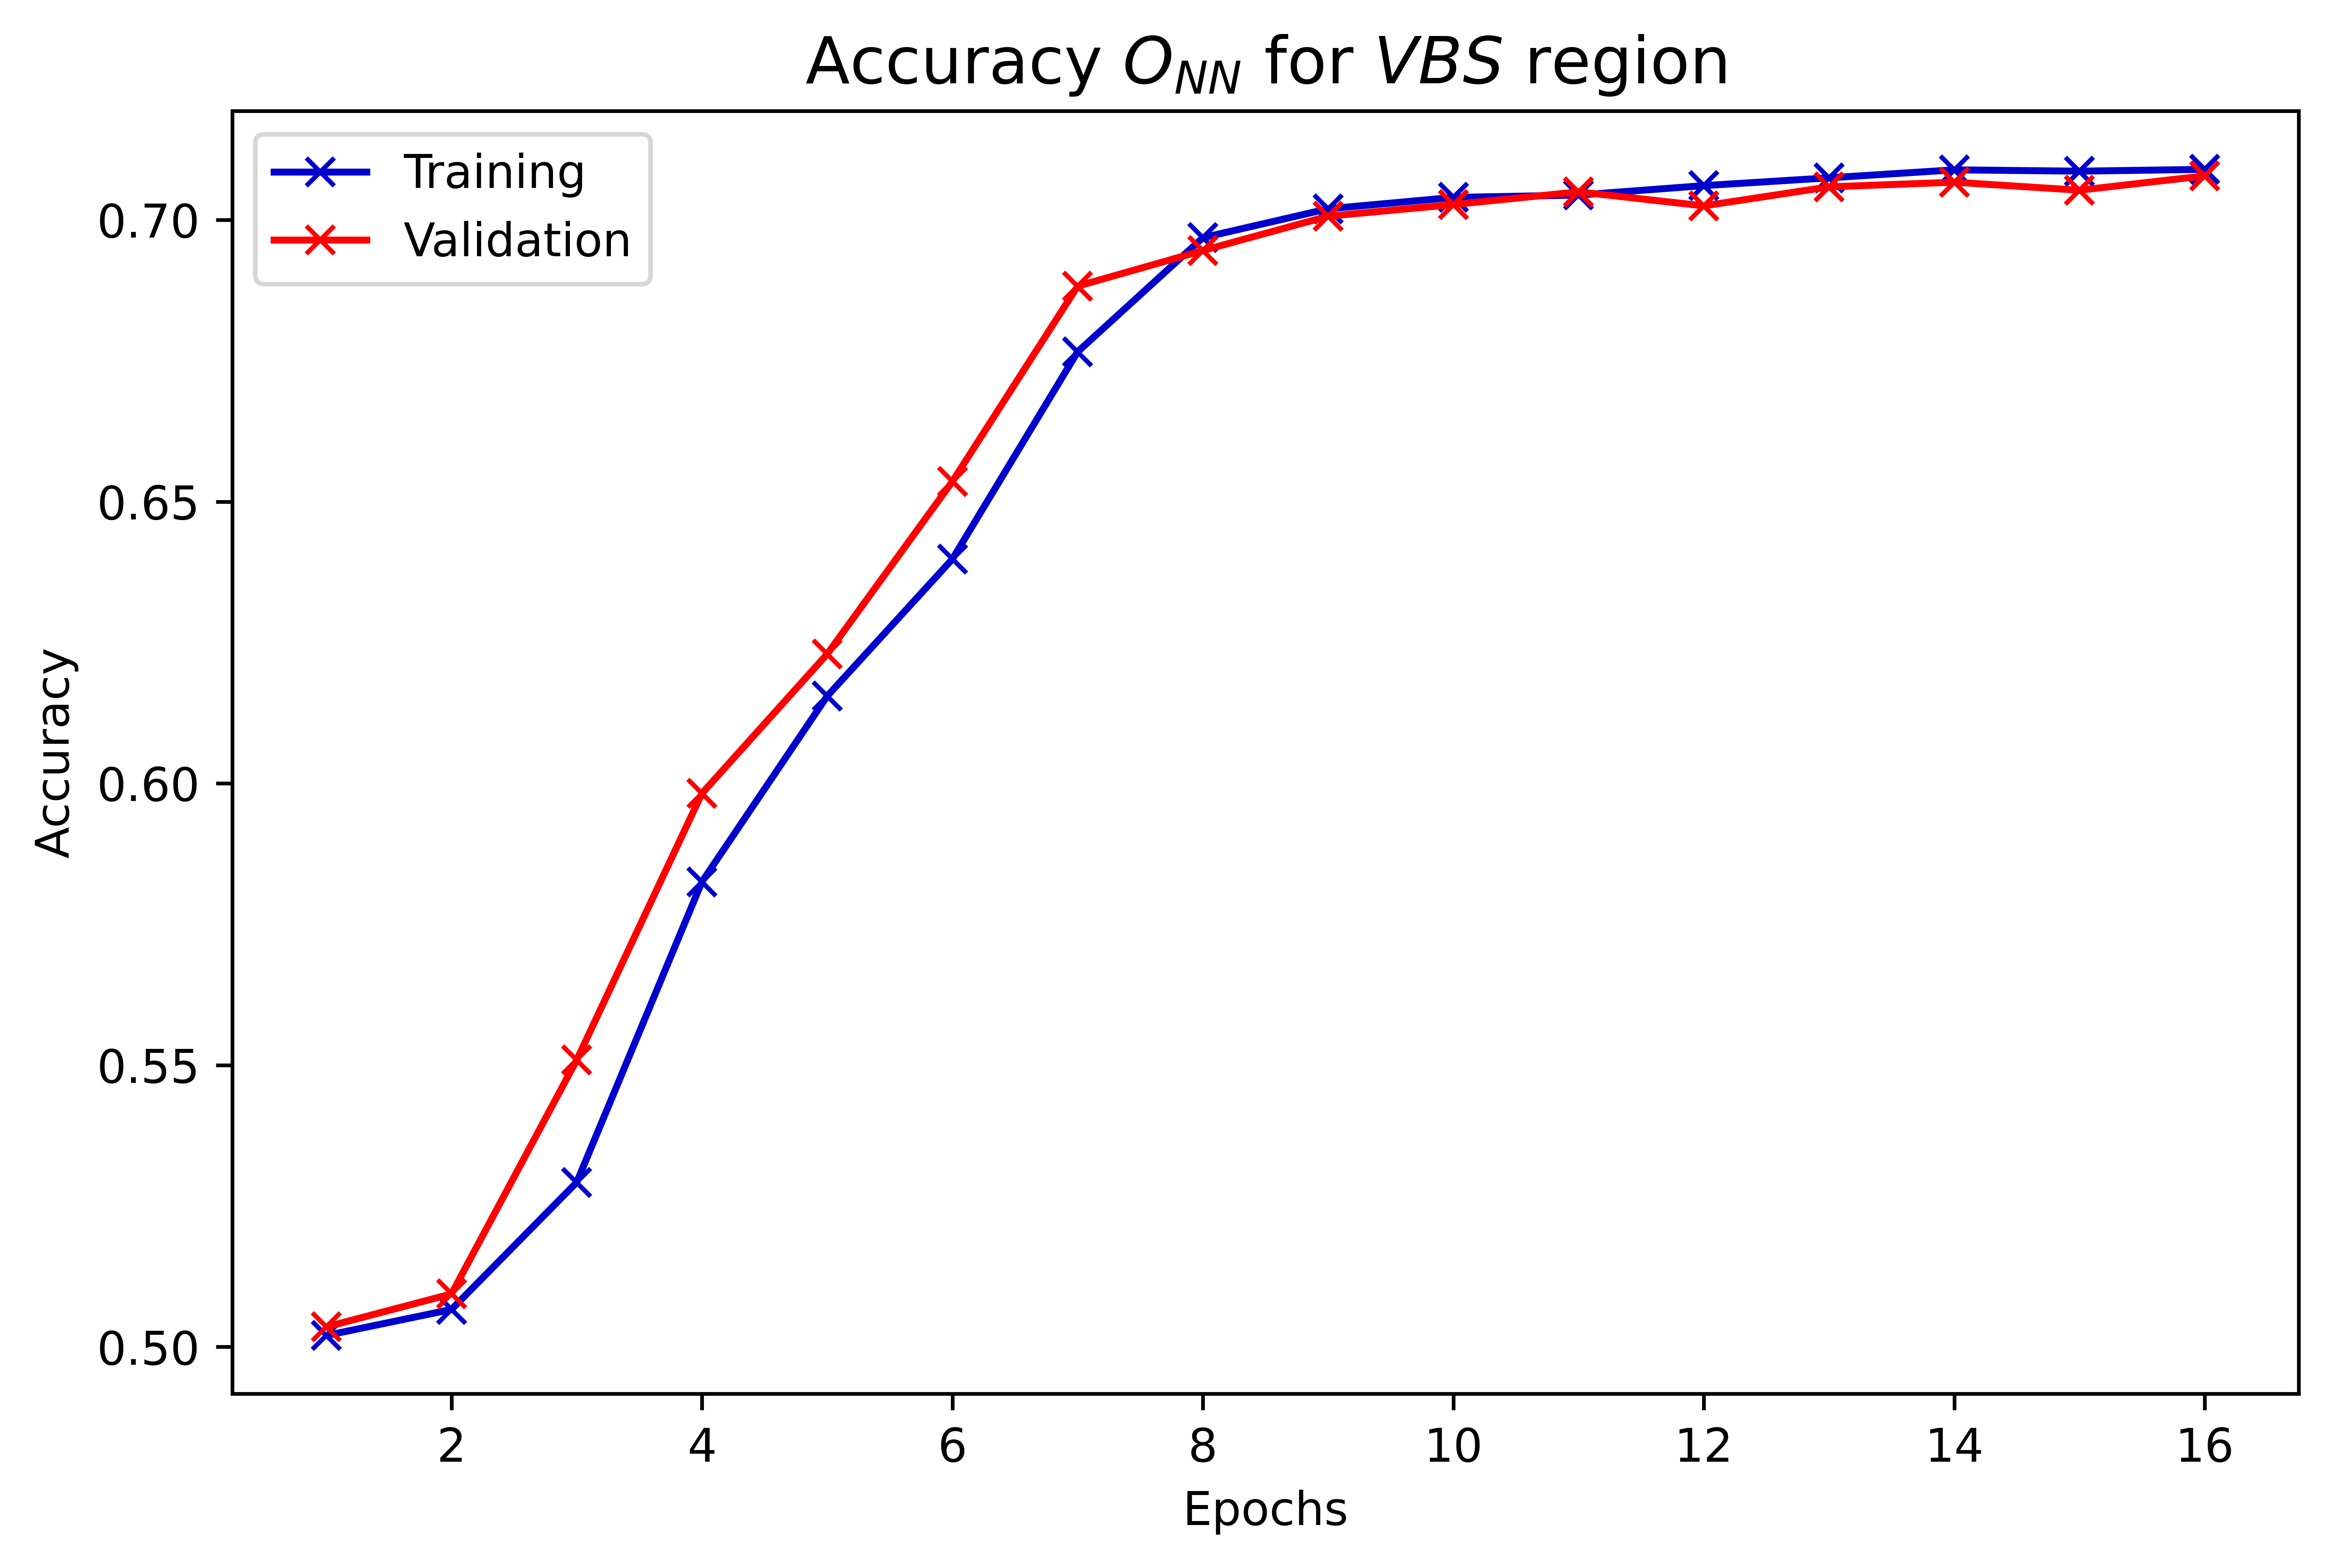 Accuracy O_NN for VBS region
Training
Validation
0.70
0.65
0.60
0.55
0.50
Accuracy
2 4 6 8 10 12 14 16
Epochs